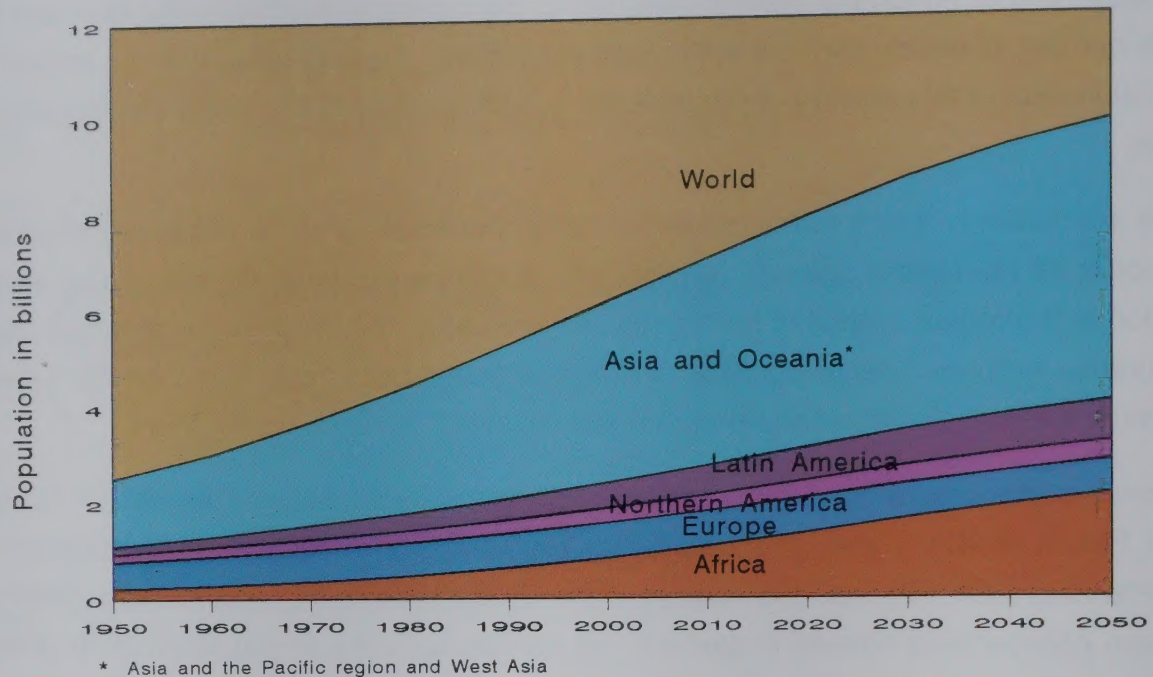 Population in billions
12
10
8
6
4
2
0
World
Asia and Oceania*
Latin America
Northern America
Europe
Africa
1950 1960 1970 1980 1990 2000 2010 2020 2030 2040 2050
* Asia and the Pacific region and West Asia